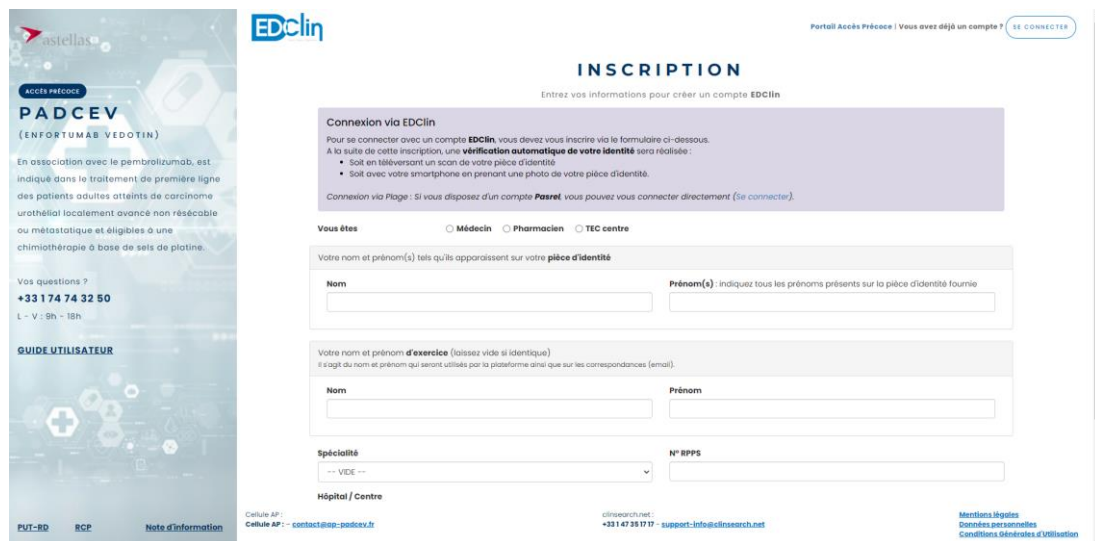 astellas
ACCÈS PRÉCOCE
PADCEV
(ENFORTUMAB VEDOTIN)
En association avec le pembrolizumab, est
indiqué dans le traitement de première ligne
des patients adultes atteints de carcinome
urothélial localement avancé non résécable
ou métastatique et éligibles à une
chimiothérapie à base de sels de platine.
Vos questions ?
+33 1 74 74 32 50
L - V : 9h - 18h
GUIDE UTILISATEUR
PUT-RD RCP Note d'information
EDClin
Portail Accès Précoce | Vous avez déjà un compte ? SE CONNECTER
INSCRIPTION
Entrez vos informations pour créer un compte EDClin
Connexion via EDClin
Pour se connecter avec un compte EDClin, vous devez vous inscrire via le formulaire ci-dessous.
A la suite de cette inscription, une vérification automatique de votre identité sera réalisée :
• Soit en téléversant un scan de votre pièce d'identité
• Soit avec votre smartphone en prenant une photo de votre pièce d'identité.
Connexion via Plage : Si vous disposez d'un compte Pasrel, vous pouvez vous connecter directement (Se connecter).
Vous êtes Médecin Pharmacien TEC centre
Votre nom et prénom(s) tels qu'ils apparaissent sur votre pièce d'identité
Nom Prénom(s) : indiquez tous les prénoms présents sur la pièce d'identité fournie
Votre nom et prénom d'exercice (laissez vide si identique)
Il s'agit du nom et prénom qui seront utilisés par la plateforme ainsi que sur les correspondances (email).
Nom Prénom
Spécialité N° RPPS
-- VIDE --
Hôpital / Centre
Cellule AP :
Cellule AP : - contact@ap-padcev.fr
clinsearch.net :
+33 1 47 35 17 17 - support-info@clinsearch.net
Mentions légales
Données personnelles
Conditions Générales d'Utilisation